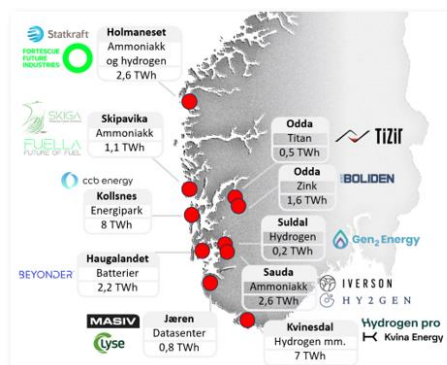 Statkraft
FORTESCUE
FUTURE
INDUSTRIES
Holmaneset
Ammoniakk
og hydrogen
2,6 TWh
SKIGA
FUELLA
FUTURE OF FUEL
Skipavika
Ammoniakk
1,1 TWh
ccb energy
Kollsnes
Energipark
8 TWh
BEYONDER
Haugalandet
Batterier
2,2 TWh
MASIV
Lyse
Jæren
Datasenter
0,8 TWh
Odda
Titan
0,5 TWh
TiZir
Odda
Zink
1,6 TWh
BOLIDEN
Suldal
Hydrogen
0,2 TWh
Gen2 Energy
Sauda
Ammoniakk
2,6 TWh
IVERSON
HY2GEN
Kvinesdal
Hydrogen mm.
7 TWh
Hydrogen pro
Kvina Energy